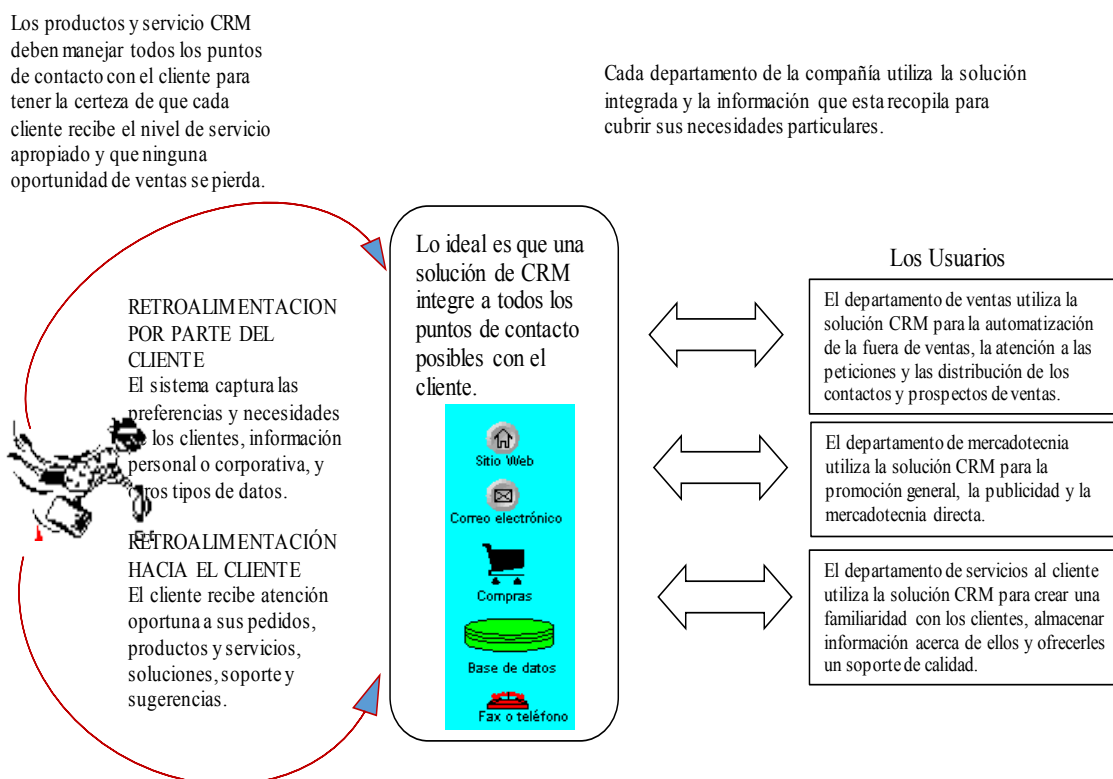 Los productos y servicio CRM
deben manejar todos los puntos
de contacto con el cliente para
tener la certeza de que cada
cliente recibe el nivel de servicio
apropiado y que ninguna
oportunidad de ventas se pierda.
Cada departamento de la compañía utiliza la solución
integrada y la información que esta recopila para
cubrir sus necesidades particulares.
RETROALIMENTACION
POR PARTE DEL
CLIENTE
El sistema captura las
preferencias y necesidades
los clientes, información
personal o corporativa, y
tipos de datos.
RETROALIMENTACIÓN
HACIA EL CLIENTE
El cliente recibe atención
oportuna a sus pedidos,
productos y servicios,
soluciones, soporte y
sugerencias.
Lo ideal es que una
solución de CRM
integre a todos los
puntos de contacto
posibles con el
cliente.
Sitio Web
Correo electrónico
Compras
Base de datos
Fax o teléfono
Los Usuarios
El departamento de ventas utiliza la
solución CRM para la automatización
de la fuera de ventas, la atención a las
peticiones y las distribución de los
contactos y prospectos de ventas.
El departamento de mercadotecnia
utiliza la solución CRM para la
promoción general, la publicidad y la
mercadotecnia directa.
El departamento de servicios al cliente
utiliza la solución CRM para crear una
familiaridad con los clientes, almacenar
información acerca de ellos y ofrecerles
un soporte de calidad.